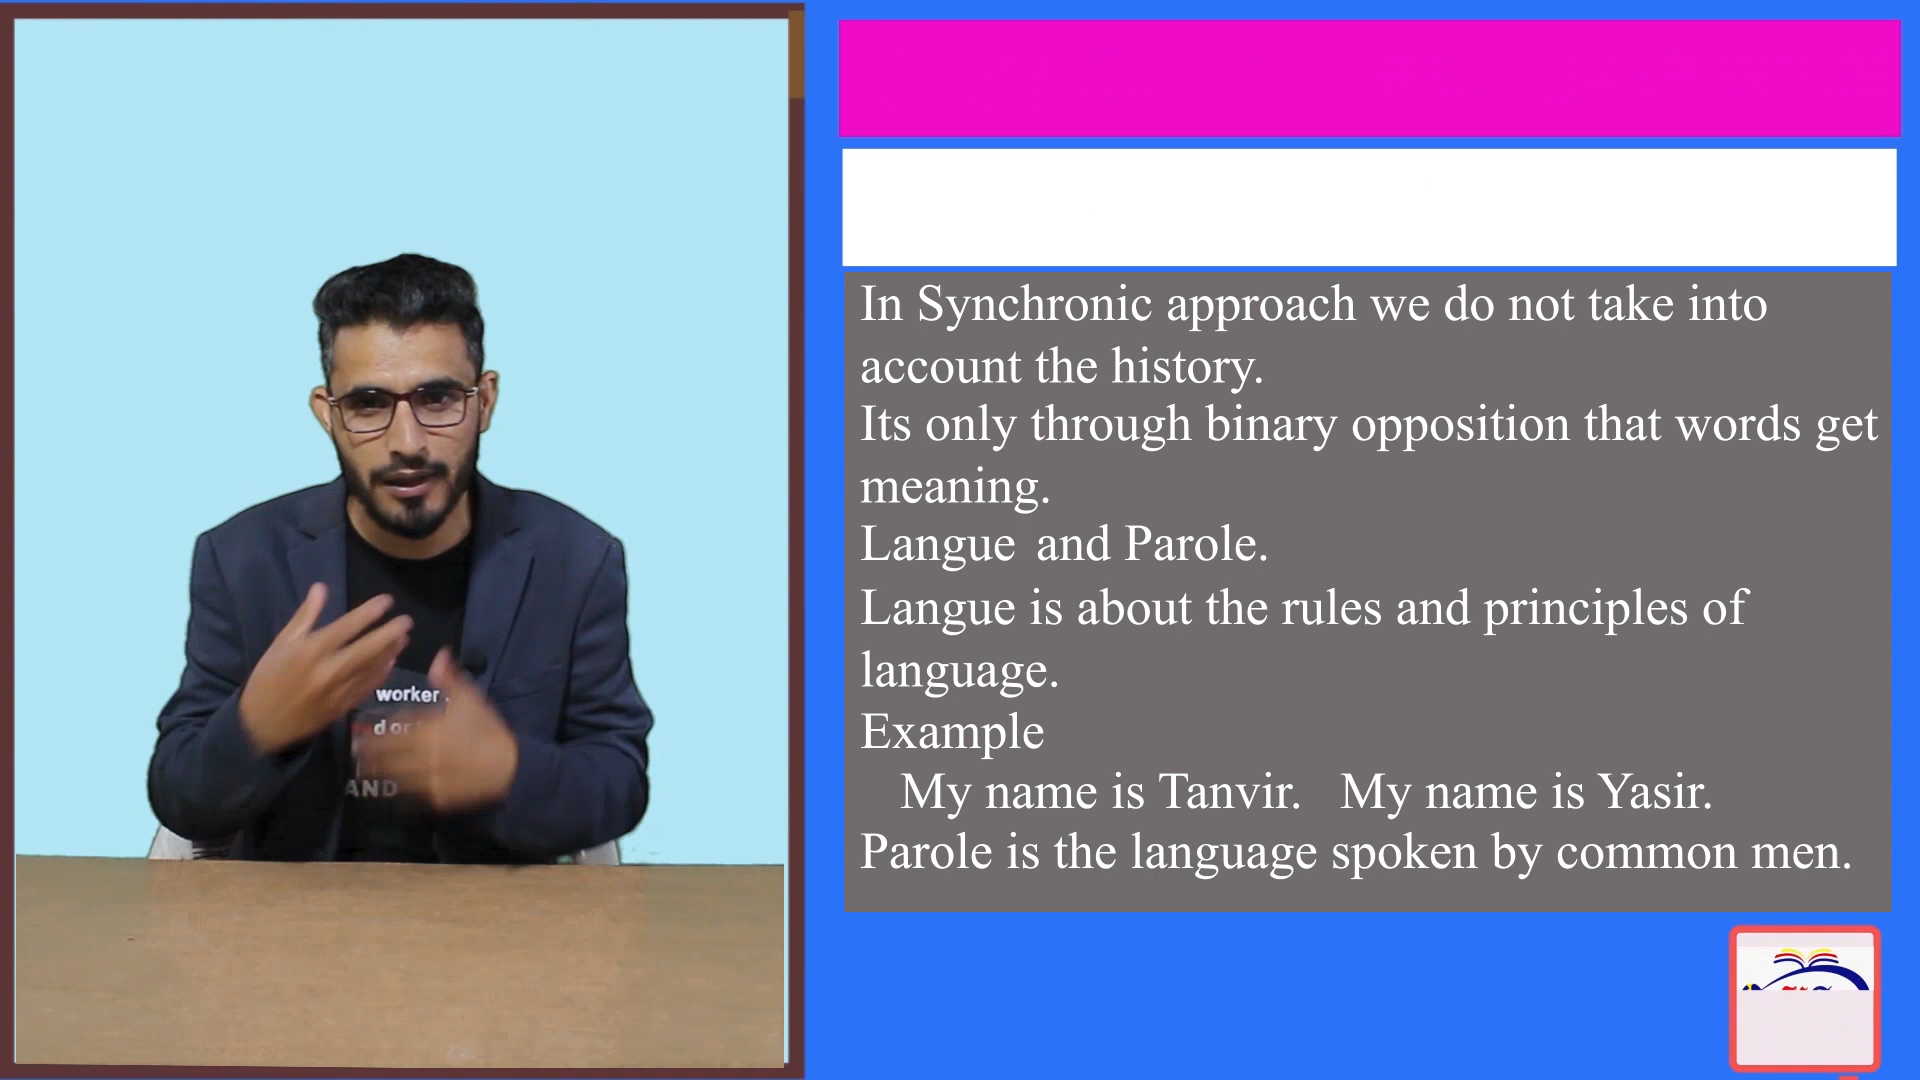 In Synchronic approach we do not take into
account the history.
Its only through binary opposition that words get
meaning.
Langue and Parole.
Langue is about the rules and principles of
language.
Example
My name is Tanvir. My name is Yasir.
Parole is the language spoken by common men.
worker
AND